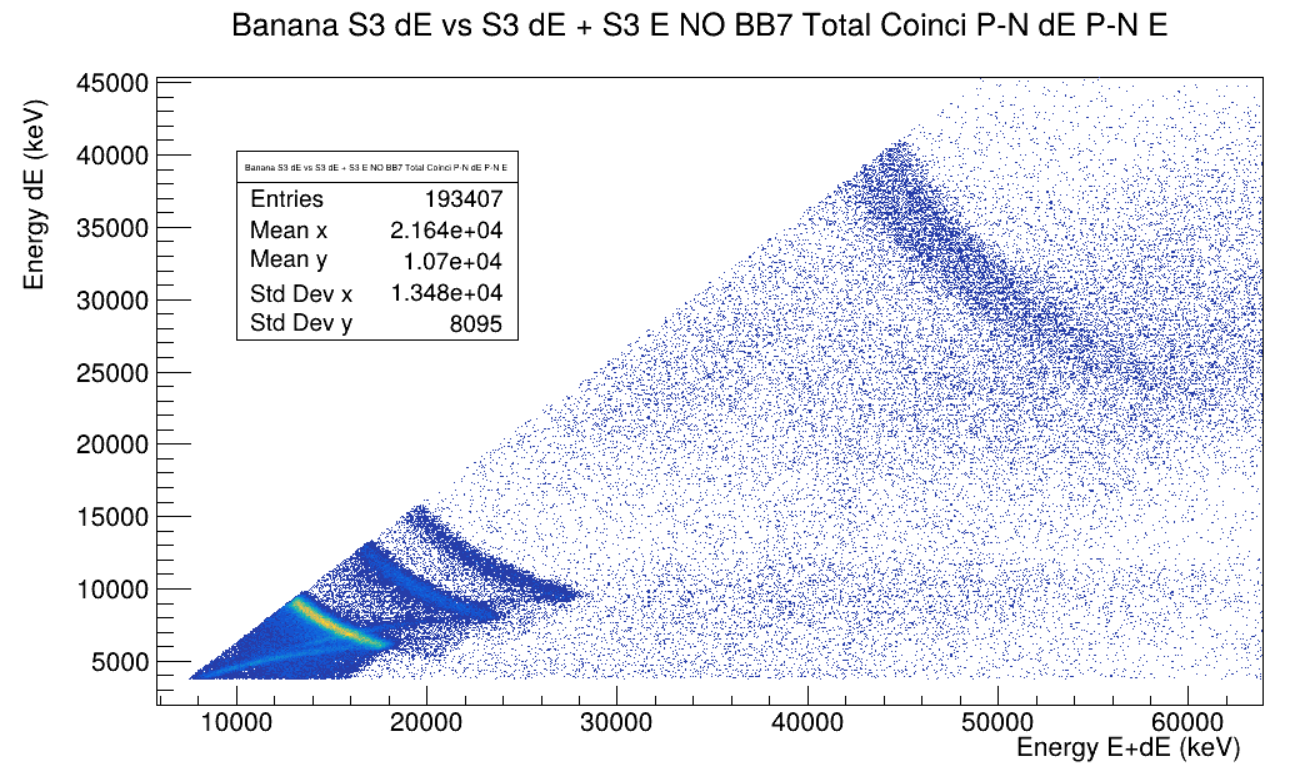 Banana S3 dE vs S3 dE + S3 E NO BB7 Total Coinci P-N dE P-N E
Energy dE (keV)
45000
40000
35000
30000
25000
20000
15000
10000
5000
Banana S3 dE vs S3 dE + S3 E NO BB7 Total Coinci P-N dE P-N E
Entries 193407
Mean x 2.164e+04
Mean y 1.07e+04
Std Dev x 1.348e+04
Std Dev y 8095
10000 20000 30000 40000 50000 60000
Energy E+dE (keV)